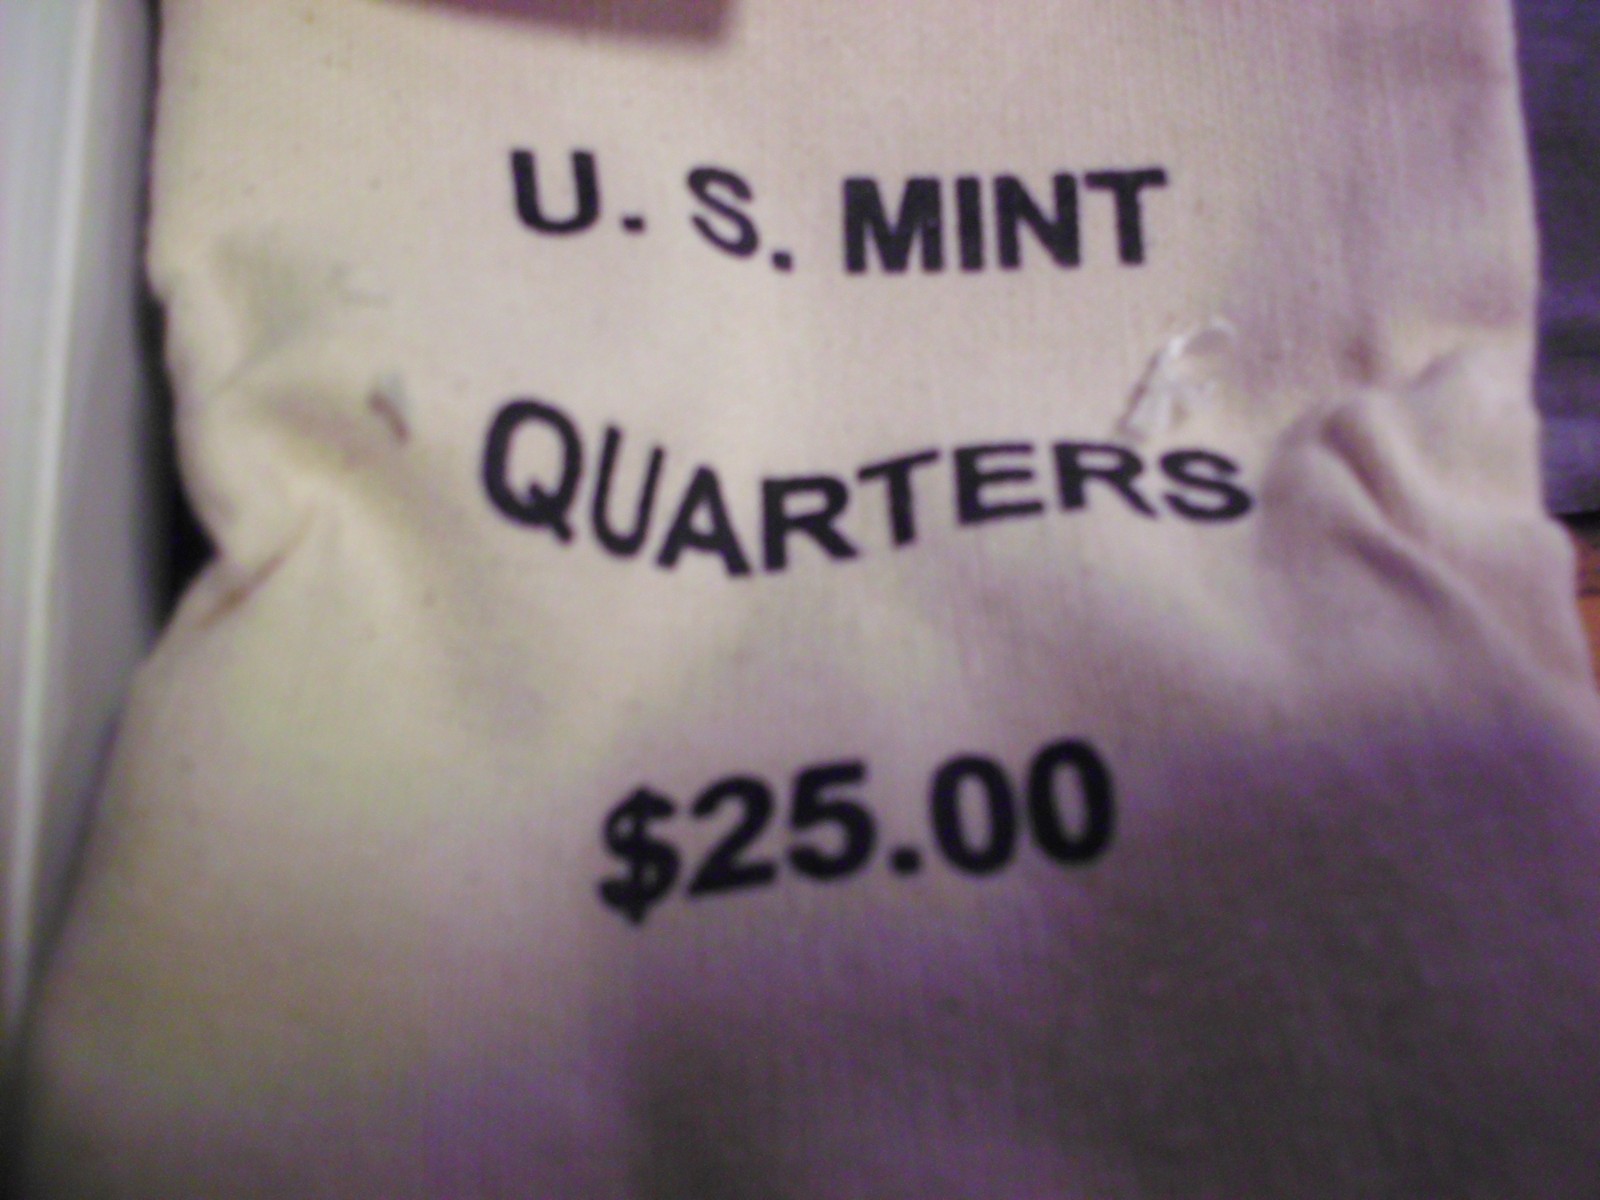 U. S. MINT
QUARTERS
$25.00